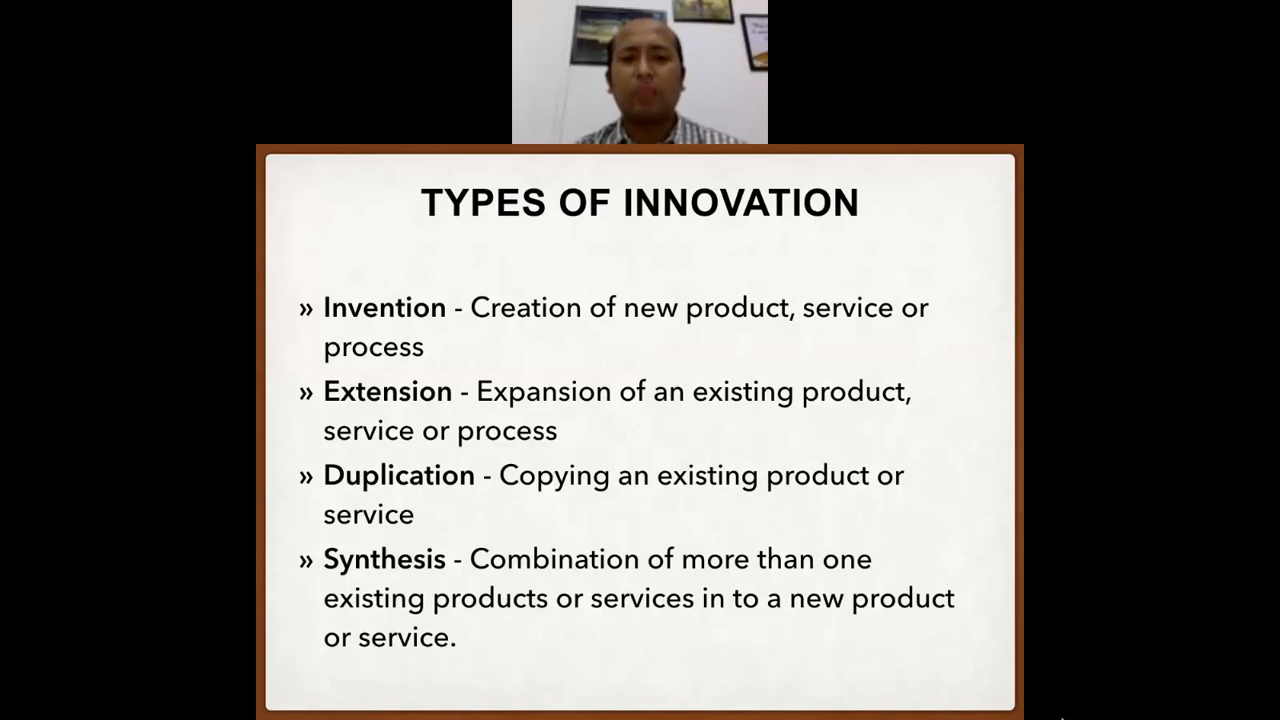 TYPES OF INNOVATION
» Invention - Creation of new product, service or
process
» Extension - Expansion of an existing product,
service or process
» Duplication - Copying an existing product or
service
» Synthesis - Combination of more than one
existing products or services in to a new product
or service.